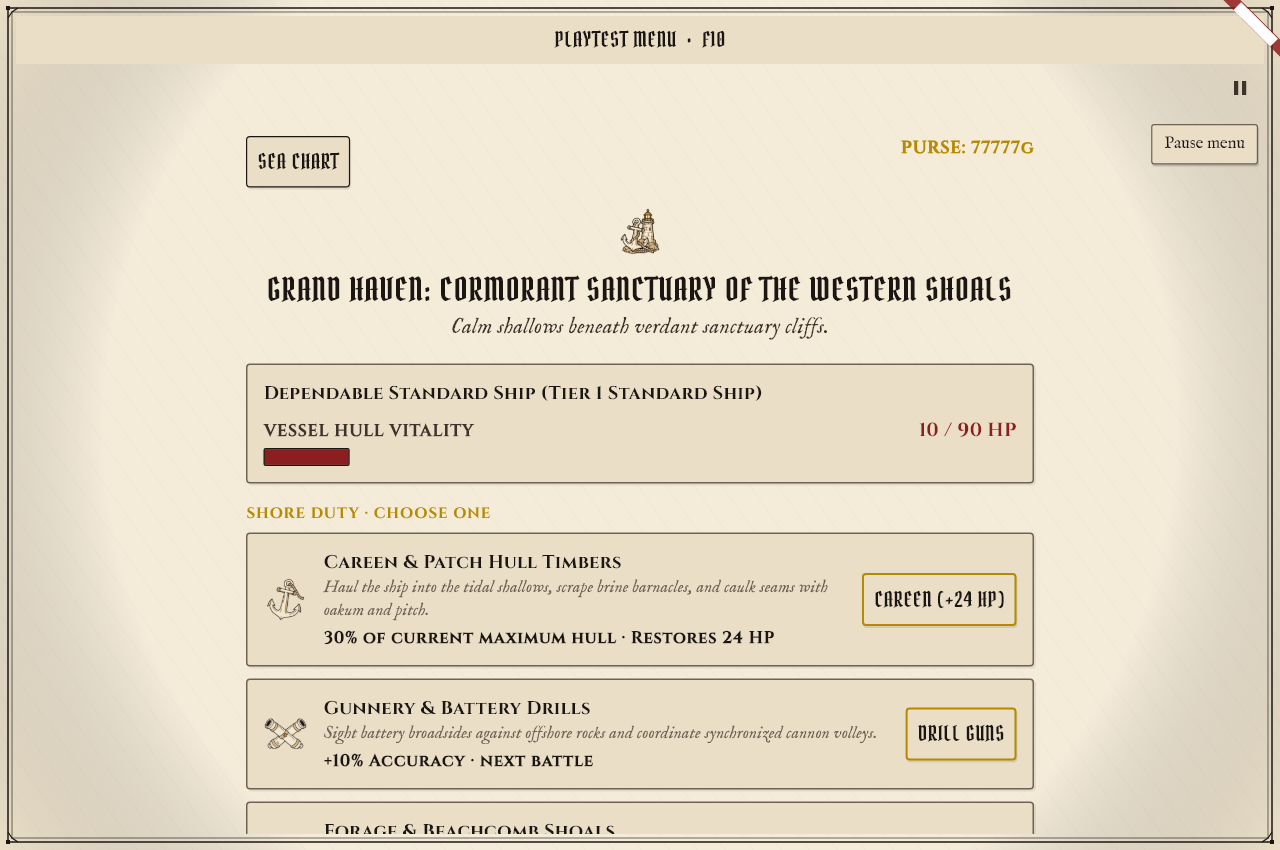 PLAYTEST MENU · F10
SEA CHART
PURSE: 77777G
Pause menu
GRAND HAVEN: CORMORANT SANCTUARY OF THE WESTERN SHOALS
Calm shallows beneath verdant sanctuary cliffs.
Dependable Standard Ship (Tier 1 Standard Ship)
VESSEL HULL VITALITY
10 / 90 HP
SHORE DUTY · CHOOSE ONE
Careen & Patch Hull Timbers
Haul the ship into the tidal shallows, scrape brine barnacles, and caulk seams with
oakum and pitch.
30% of current maximum hull · Restores 24 HP
CAREEN (+24 HP)
Gunnery & Battery Drills
Sight battery broadsides against offshore rocks and coordinate synchronized cannon volleys.
+10% Accuracy · next battle
DRILL GUNS
Forage & Beachcomb Shoals